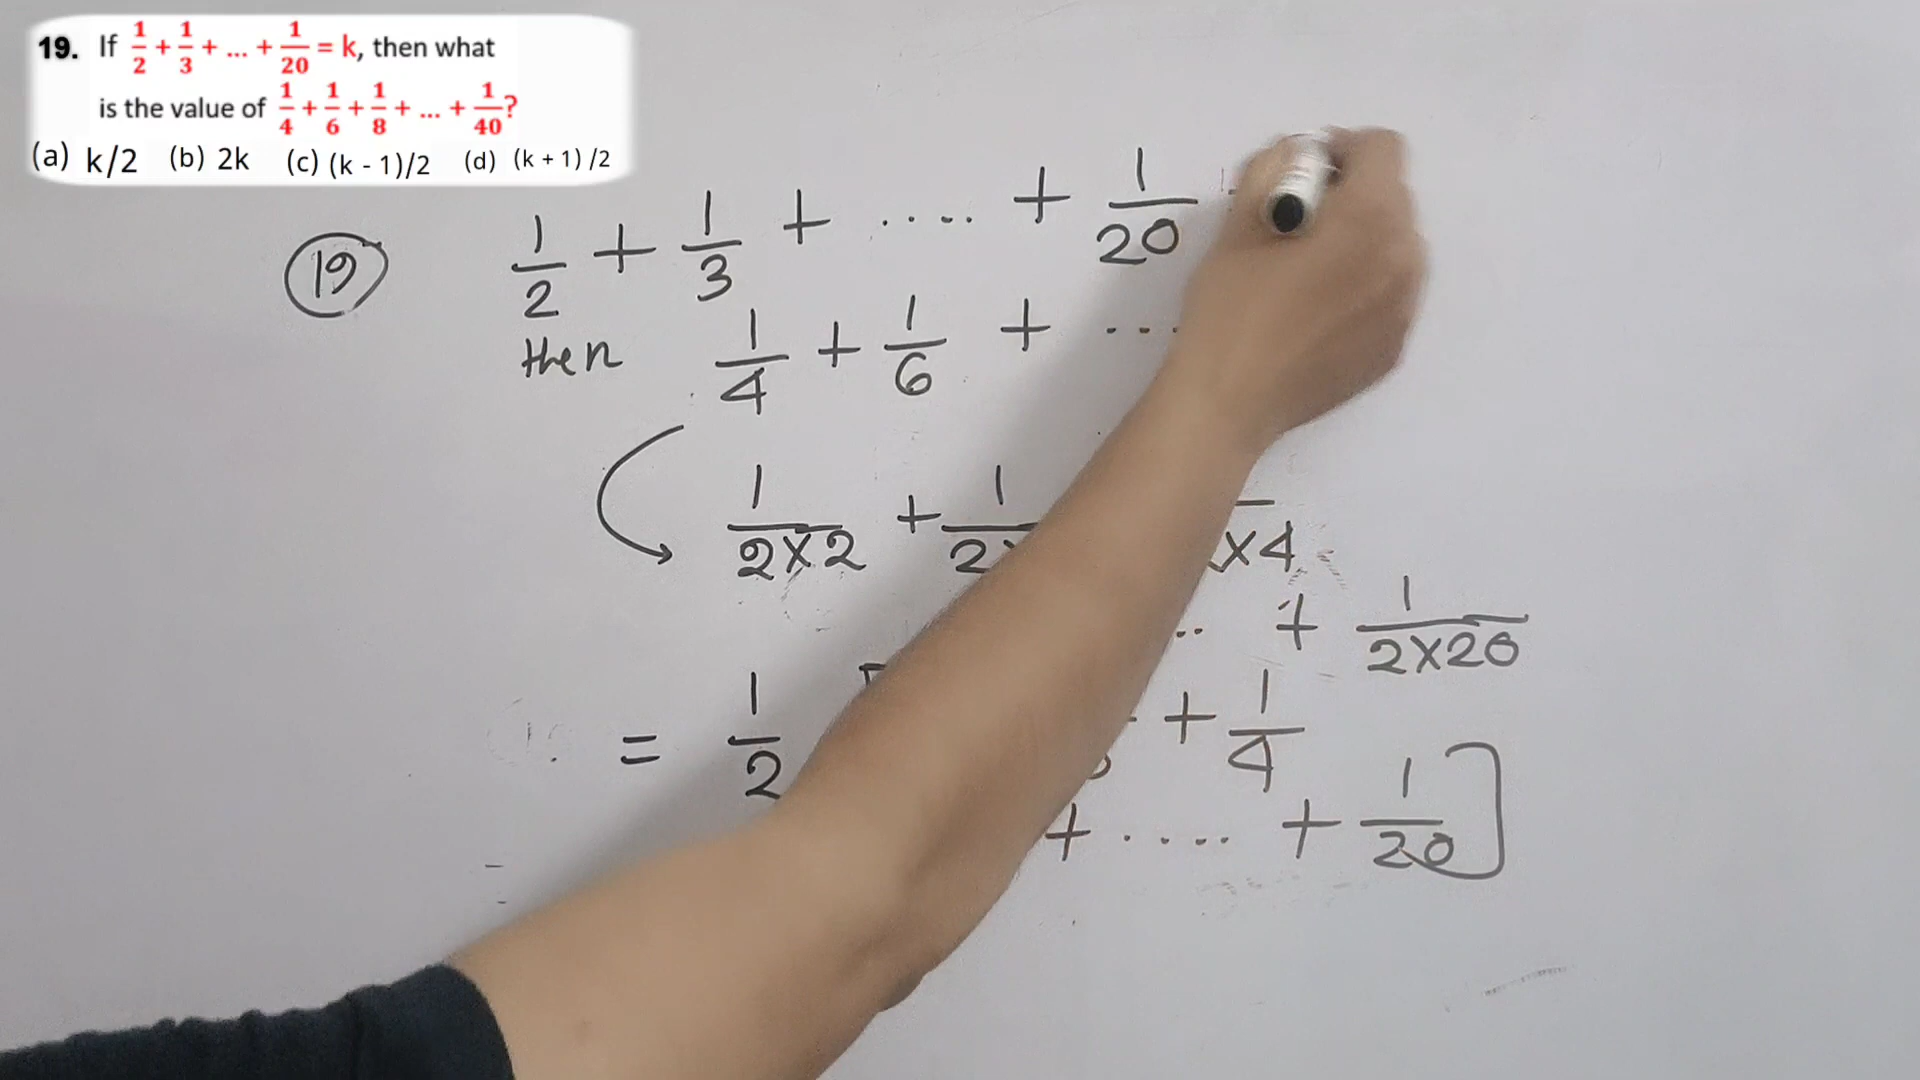 19. If 1/2 + 1/3 + ... + 1/20 = k, then what
is the value of 1/4 + 1/6 + 1/8 + ... + 1/40?
(a) k/2 (b) 2k (c) (k - 1)/2 (d) (k + 1) /2
(19) 1/2 + 1/3 + ..... + 1/20
then 1/4 + 1/6 + ...
1/2×2 + 1/2× ×4
.. + 1/2×20
= 1/2 [ + 1/4
+ ..... + 1/20 ]